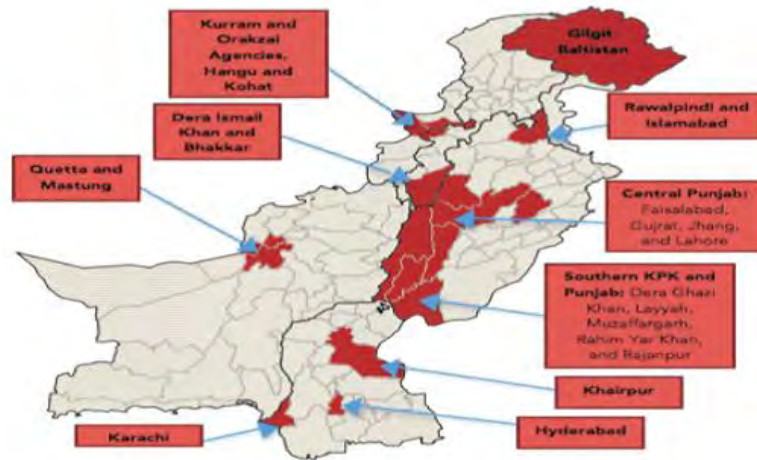 Kurram and
Orakzai
Agencies,
Hangu and
Kohat
Gilgit
Baltistan
Dera Ismail
Khan and
Bhakkar
Rawalpindi and
Islamabad
Quetta and
Mastung
Central Punjab:
Faisalabad,
Gujrat, Jhang,
and Lahore
Southern KPK and
Punjab: Dera Ghazi
Khan, Layyah,
Muzaffargarh,
Rahim Yar Khan,
and Rajanpur
Khairpur
Karachi
Hyderabad